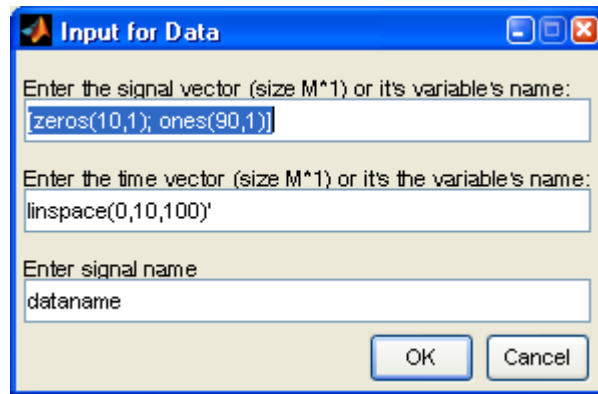 Input for Data
Enter the signal vector (size M*1) or it's variable's name:
[zeros(10,1); ones(90,1)]
Enter the time vector (size M*1) or it's the variable's name:
linspace(0,10,100)'
Enter signal name
dataname
OK Cancel